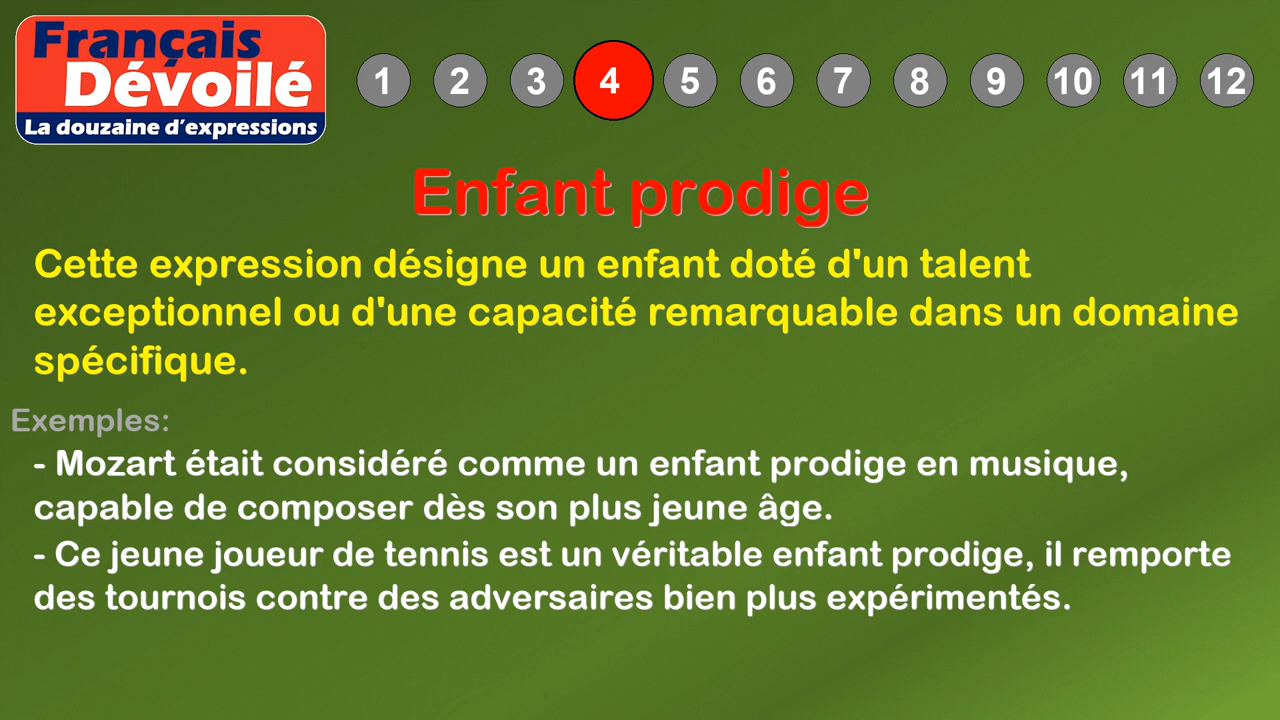 Français
Dévoilé
La douzaine d'expressions
1 2 3 4 5 6 7 8 9 10 11 12
Enfant prodige
Cette expression désigne un enfant doté d'un talent
exceptionnel ou d'une capacité remarquable dans un domaine
spécifique.
Exemples:
- Mozart était considéré comme un enfant prodige en musique,
capable de composer dès son plus jeune âge.
- Ce jeune joueur de tennis est un véritable enfant prodige, il remporte
des tournois contre des adversaires bien plus expérimentés.